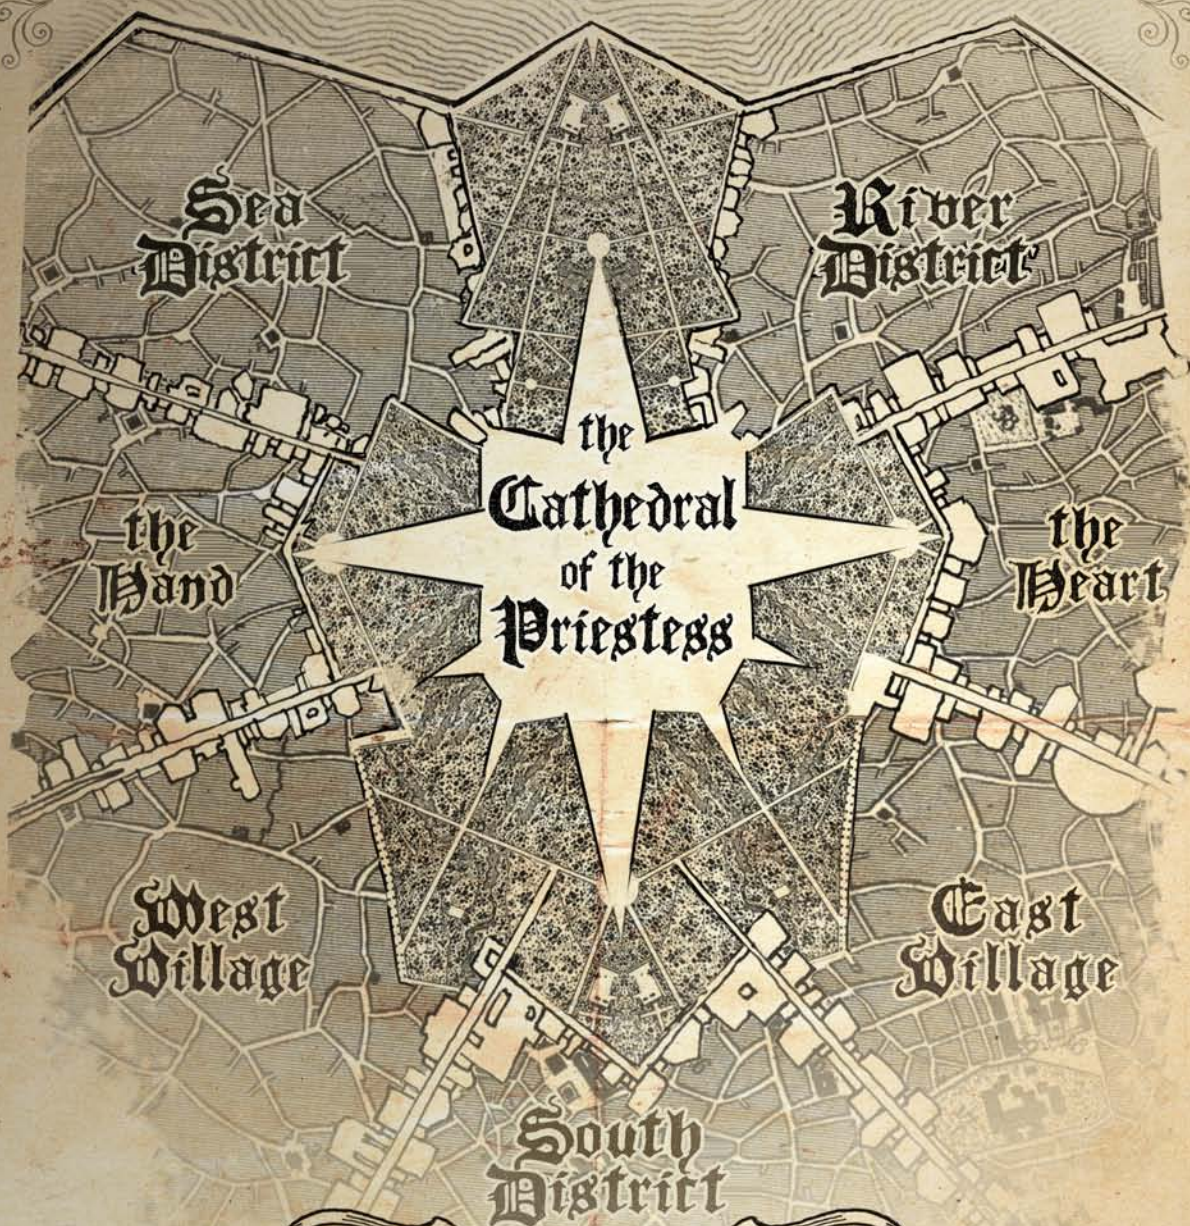 Sea
District
River
District
the
Cathedral
of the
Priestess
the
Hand
the
Heart
West
Village
East
Village
South
District